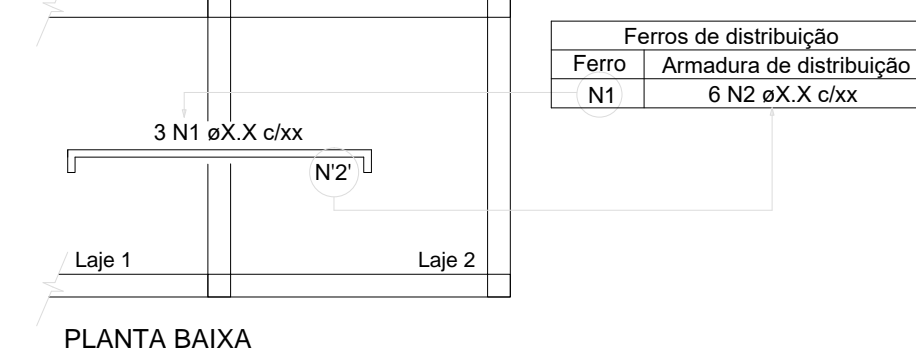 Ferros de distribuição
Ferro Armadura de distribuição
N1 6 N2 øX.X c/xx
3 N1 øX.X c/xx
N'2'
Laje 1 Laje 2
PLANTA BAIXA